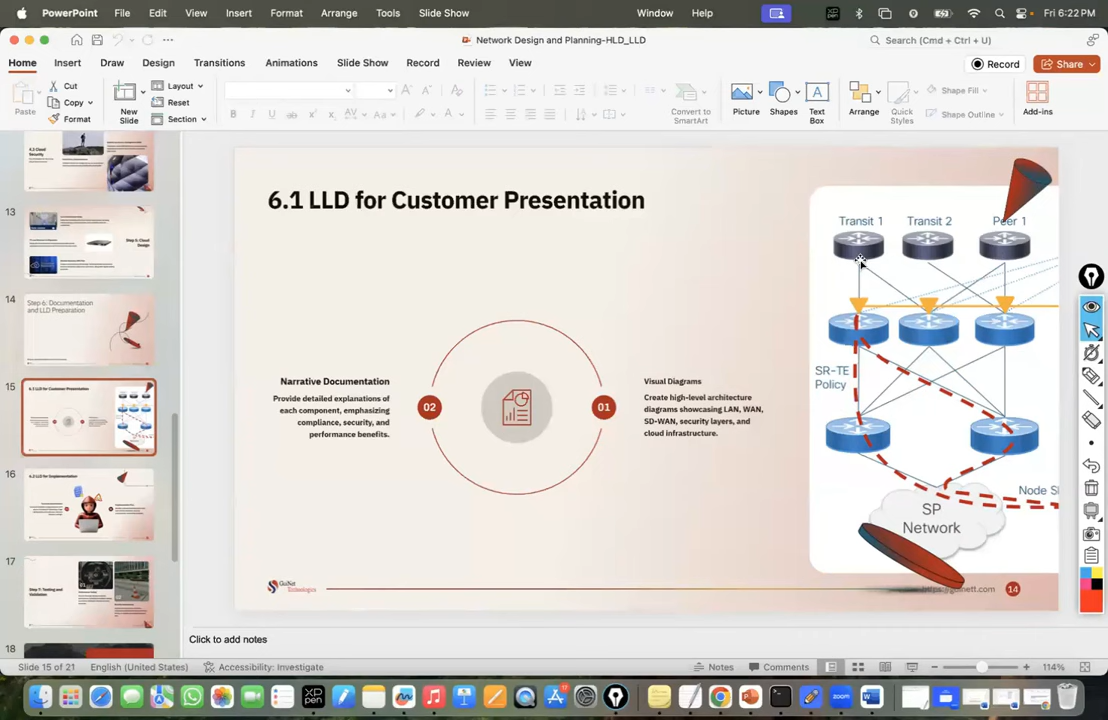 PowerPoint File Edit View Insert Format Arrange Tools Slide Show Window Help Fri 6:22 PM
Network Design and Planning-HLD_LLD
Search (Cmd + Ctrl + U)
Home Insert Draw Design Transitions Animations Slide Show Record Review View Record Share
Paste
Cut
Copy
Format
New
Slide
Layout
Reset
Section
Convert to
SmartArt
Picture
Shapes
Text
Box
Arrange
Quick
Styles
Shape Fill
Shape Outline
Add-ins
13
14
Step 6: Documentation
and LLD Preparation
15
6.1 LLD for Customer Presentation
16
6.2 LLD for Implementation
17
Step 7: Testing and
Validation
18
6.1 LLD for Customer Presentation
Narrative Documentation
Provide detailed explanations of
each component, emphasizing
compliance, security, and
performance benefits.
02
01
Visual Diagrams
Create high-level architecture
diagrams showcasing LAN, WAN,
SD-WAN, security layers, and
cloud infrastructure.
Transit 1 Transit 2 Peer 1
SR-TE
Policy
Node S
SP
Network
14
Click to add notes
Slide 15 of 21 English (United States) Accessibility: Investigate Notes Comments 114%